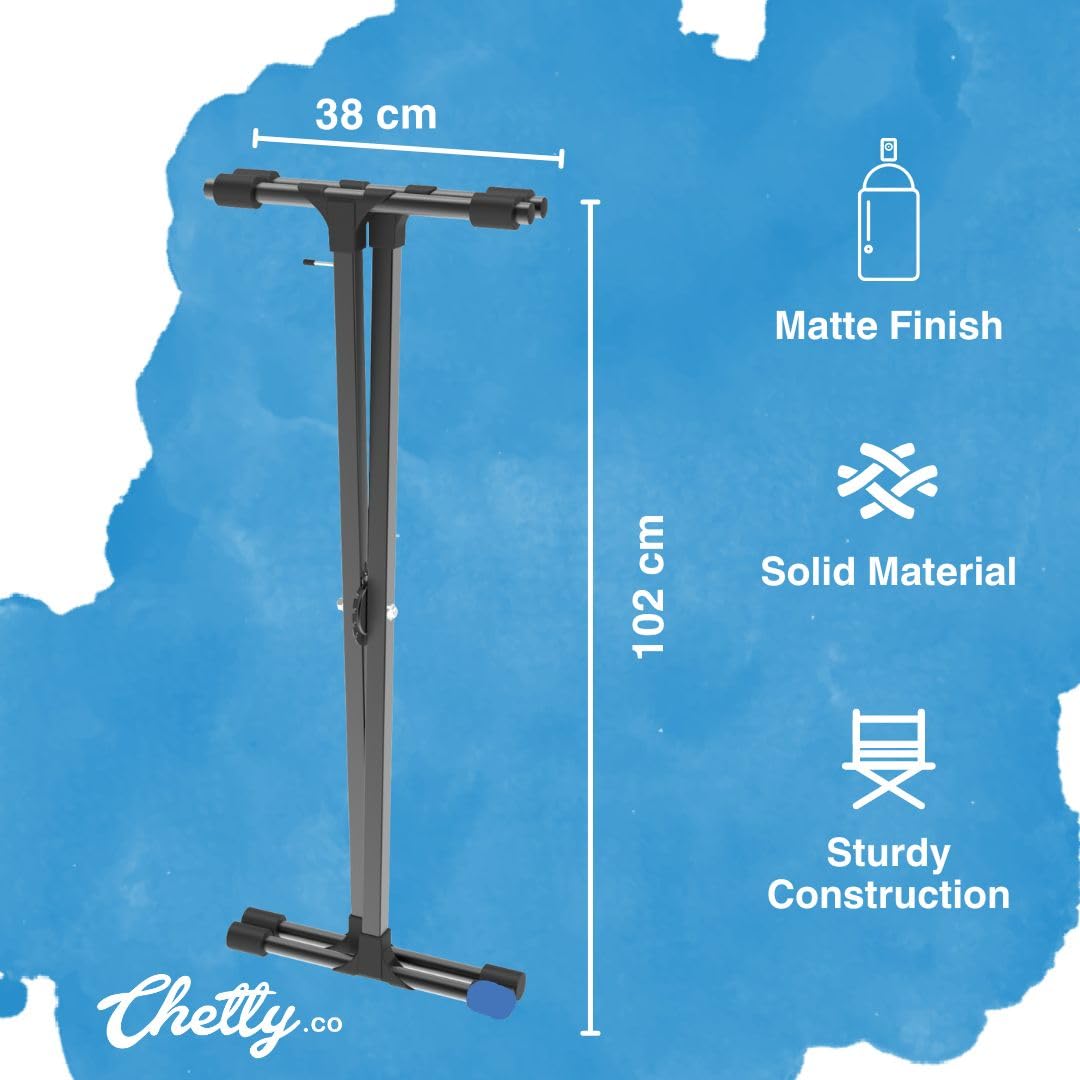 38 cm
102 cm
Matte Finish
Solid Material
Sturdy
Construction
Chetty.co